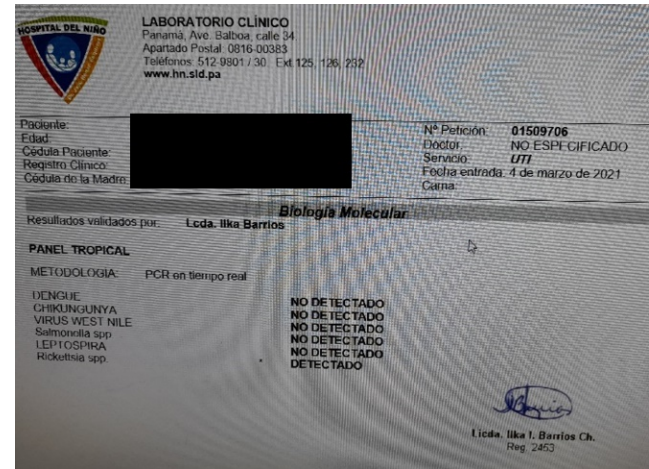 HOSPITAL DEL NIÑO
LABORATORIO CLÍNICO
Panamá, Ave. Balboa, calle 34
Apartado Postal: 0816-00383
Teléfonos: 512-9801 / 30 Ext 125, 126, 232
www.hn.sld.pa
Paciente:
Edad:
Cédula Paciente:
Registro Clínico:
Cédula de la Madre:
Nº Petición: 01509706
Doctor: NO ESPECIFICADO
Servicio: UTI
Fecha entrada: 4 de marzo de 2021
Cama:
Biología Molecular
Resultados validados por: Lcda. Ilka Barrios
PANEL TROPICAL
METODOLOGIA: PCR en tiempo real
DENGUE NO DETECTADO
CHIKUNGUNYA NO DETECTADO
VIRUS WEST NILE NO DETECTADO
Salmonella spp NO DETECTADO
LEPTOSPIRA NO DETECTADO
Rickettsia spp. DETECTADO
Licda. Ilka I. Barrios Ch.
Reg. 2453